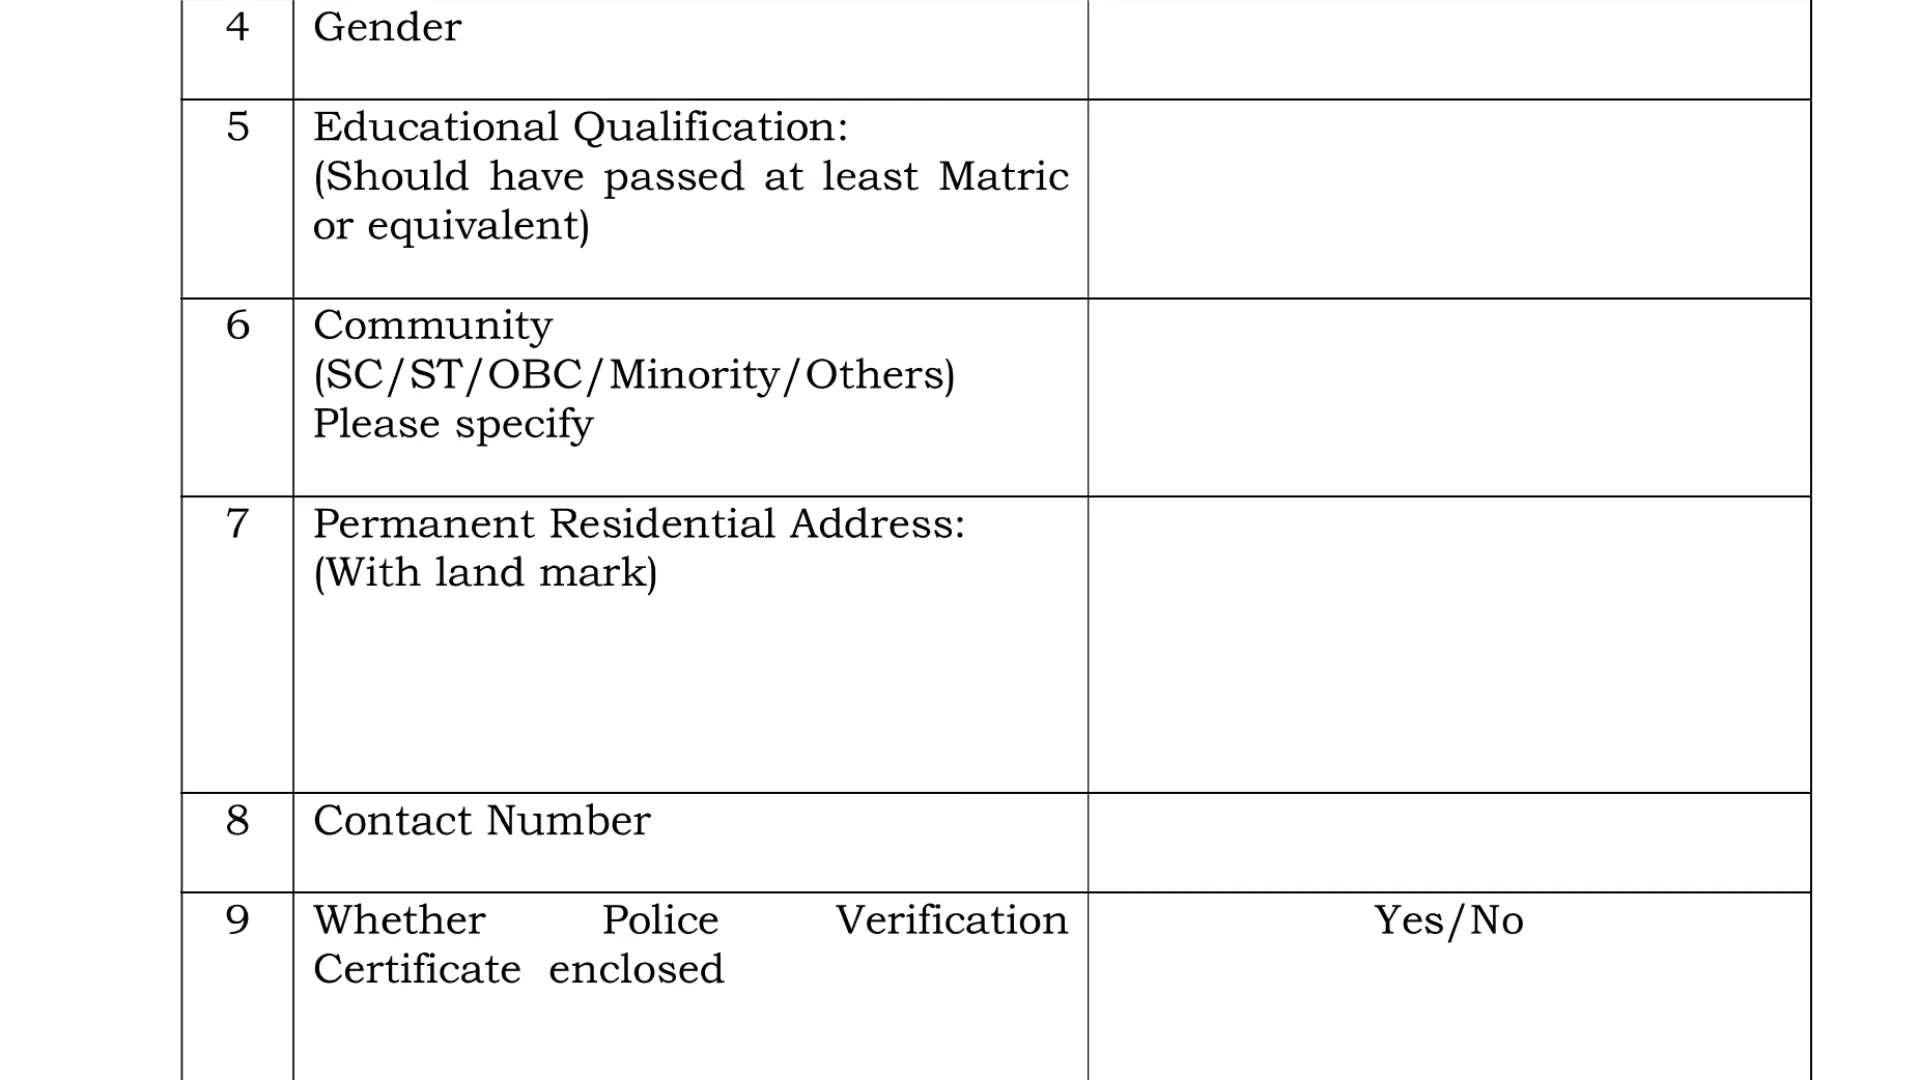 4 Gender
5 Educational Qualification:
(Should have passed at least Matric
or equivalent)
6 Community
(SC/ST/OBC/Minority/Others)
Please specify
7 Permanent Residential Address:
(With land mark)
8 Contact Number
9 Whether Police Verification Yes/No
Certificate enclosed